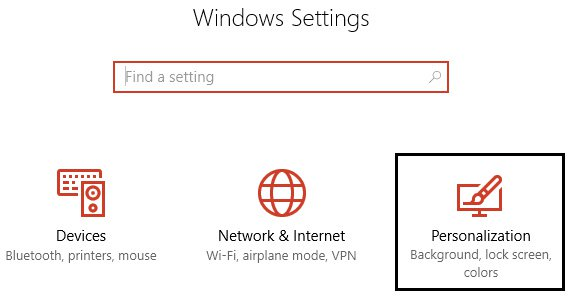 Windows Settings
Find a setting
Devices
Bluetooth, printers, mouse
Network & Internet
Wi-Fi, airplane mode, VPN
Personalization
Background, lock screen,
colors